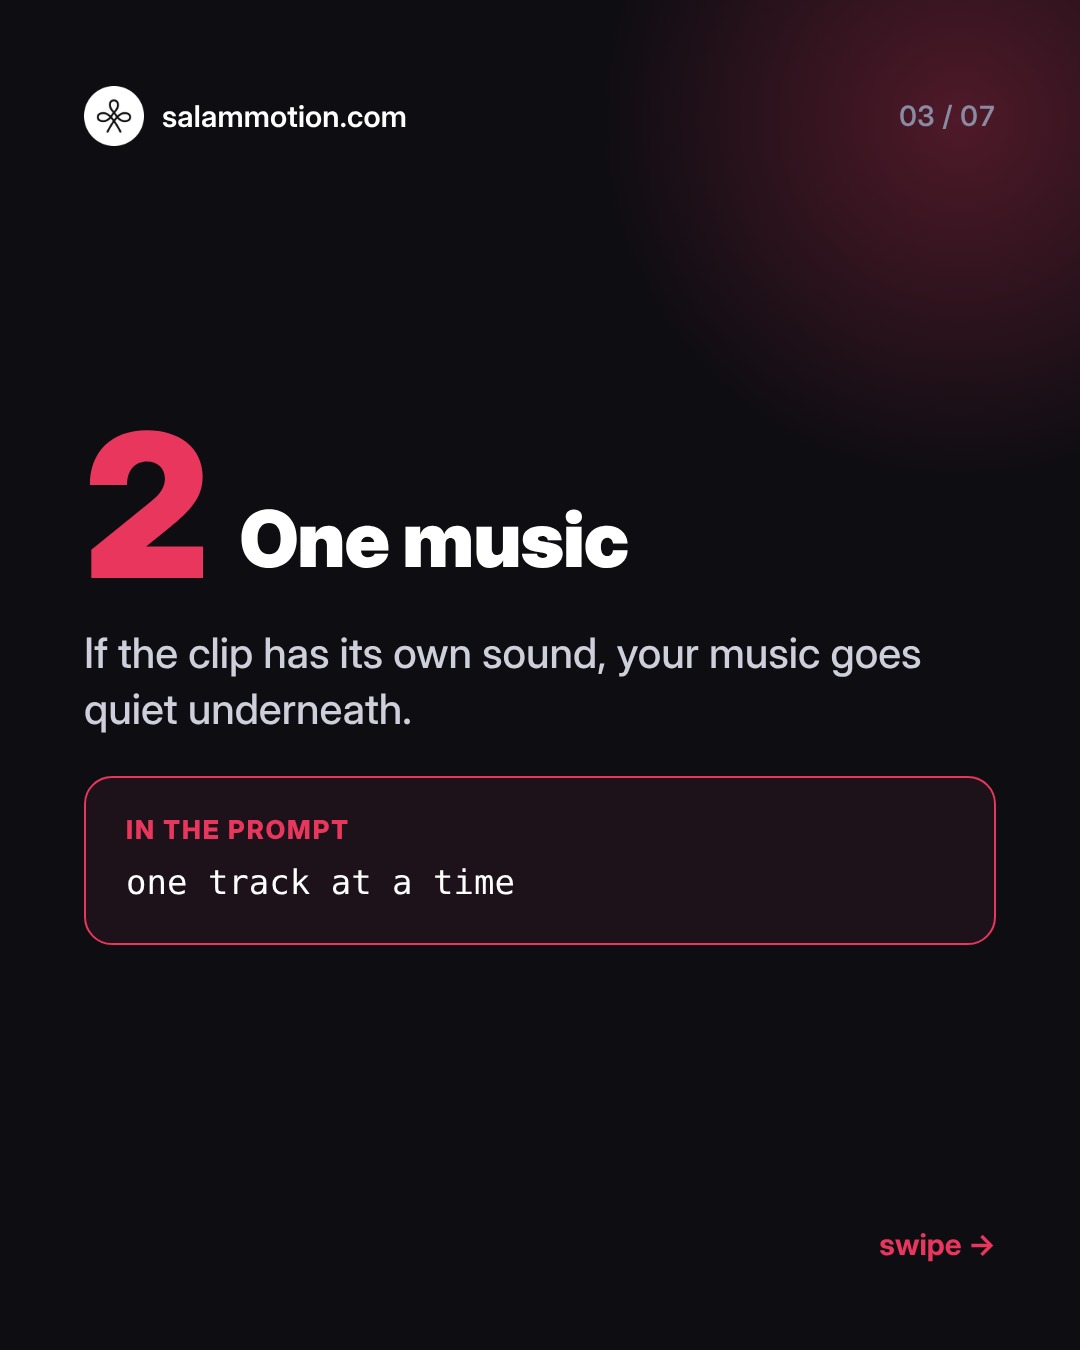 salammotion.com
03 / 07
2 One music
If the clip has its own sound, your music goes
quiet underneath.
IN THE PROMPT
one track at a time
swipe →